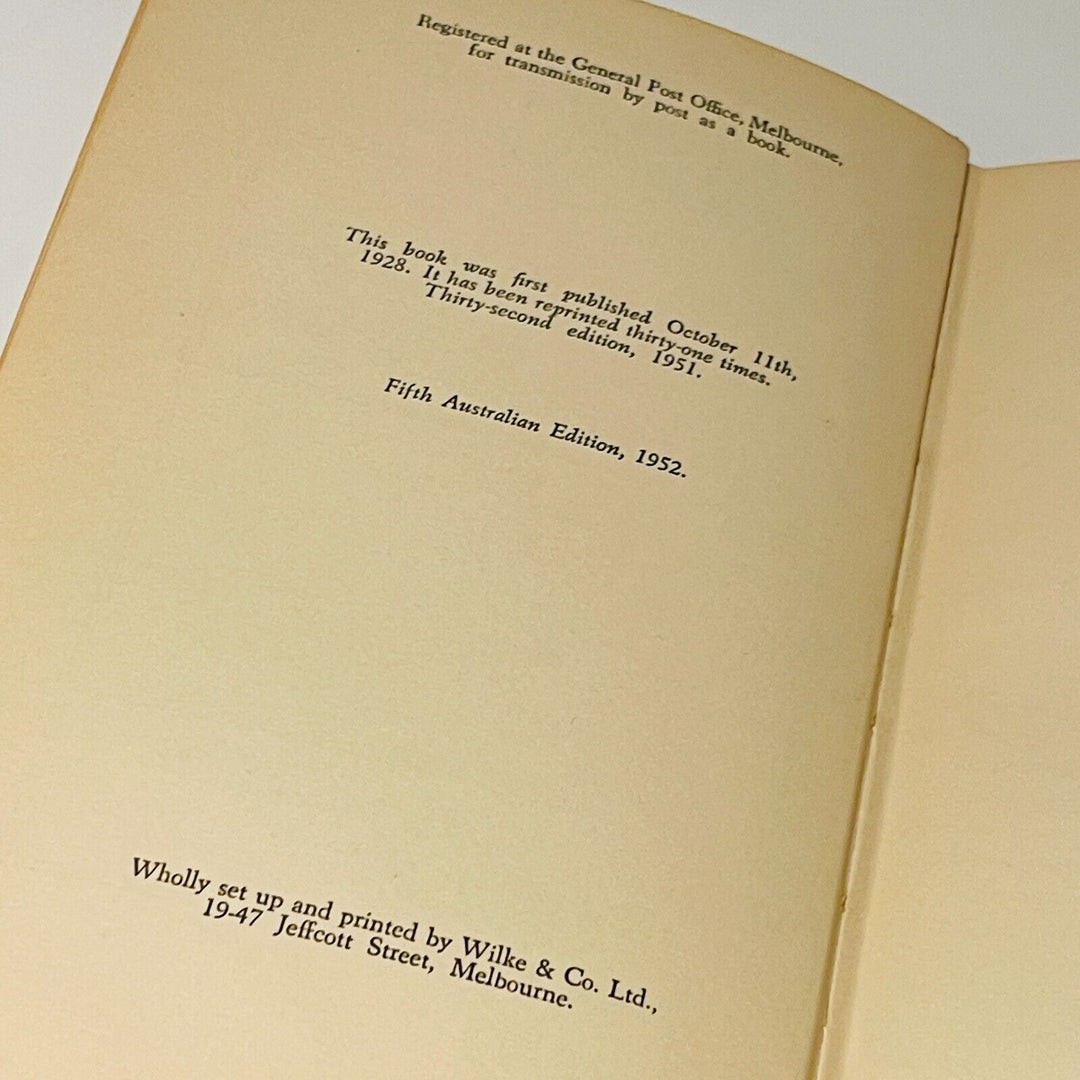 Registered at the General Post Office, Melbourne,
for transmission by post as a book.
This book was first published October 11th,
1928. It has been reprinted thirty-one times.
Thirty-second edition, 1951.
Fifth Australian Edition, 1952.
Wholly set up and printed by Wilke & Co. Ltd.,
19-47 Jeffcott Street, Melbourne.